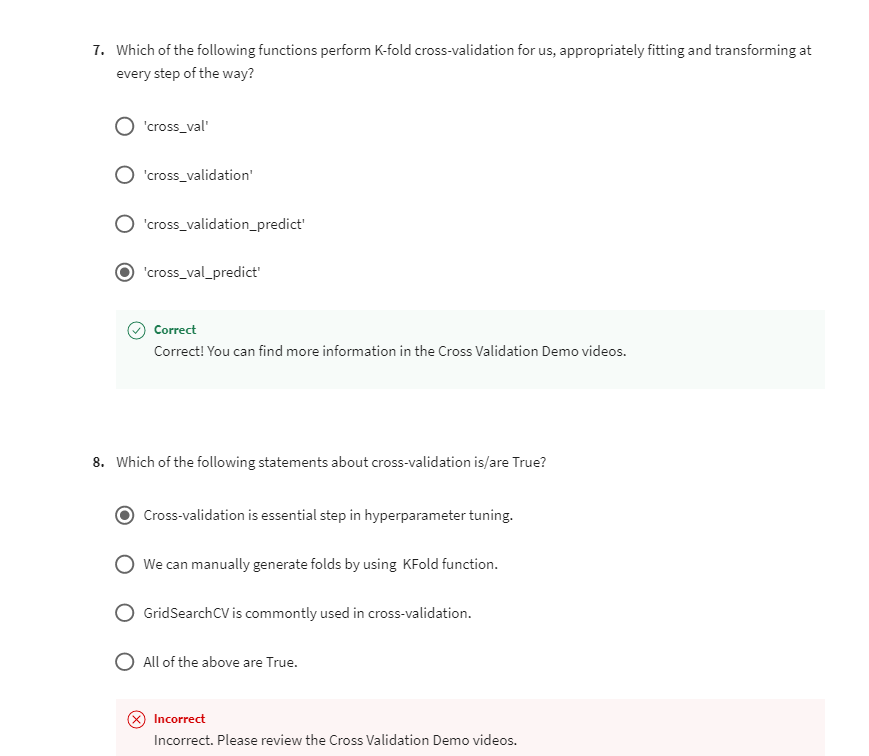 7. Which of the following functions perform K-fold cross-validation for us, appropriately fitting and transforming at
every step of the way?
'cross_val'
'cross_validation'
'cross_validation_predict'
'cross_val_predict'
Correct
Correct! You can find more information in the Cross Validation Demo videos.
8. Which of the following statements about cross-validation is/are True?
Cross-validation is essential step in hyperparameter tuning.
We can manually generate folds by using KFold function.
GridSearchCV is commontly used in cross-validation.
All of the above are True.
Incorrect
Incorrect. Please review the Cross Validation Demo videos.